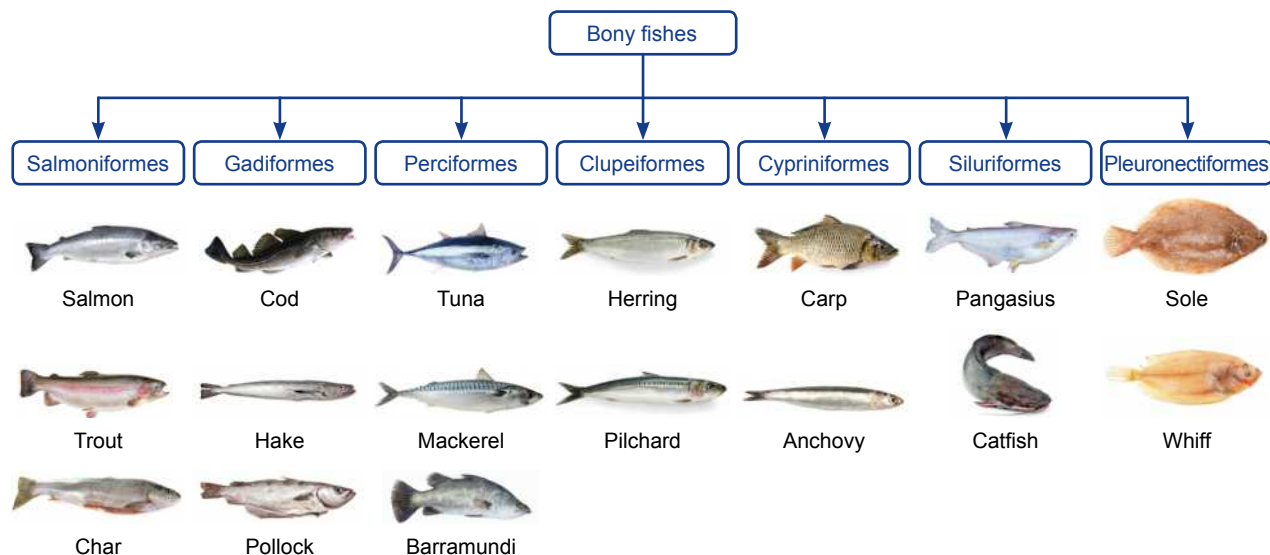 Bony fishes
Salmoniformes
Gadiformes
Perciformes
Clupeiformes
Cypriniformes
Siluriformes
Pleuronectiformes
Salmon
Cod
Tuna
Herring
Carp
Pangasius
Sole
Trout
Hake
Mackerel
Pilchard
Anchovy
Catfish
Whiff
Char
Pollock
Barramundi